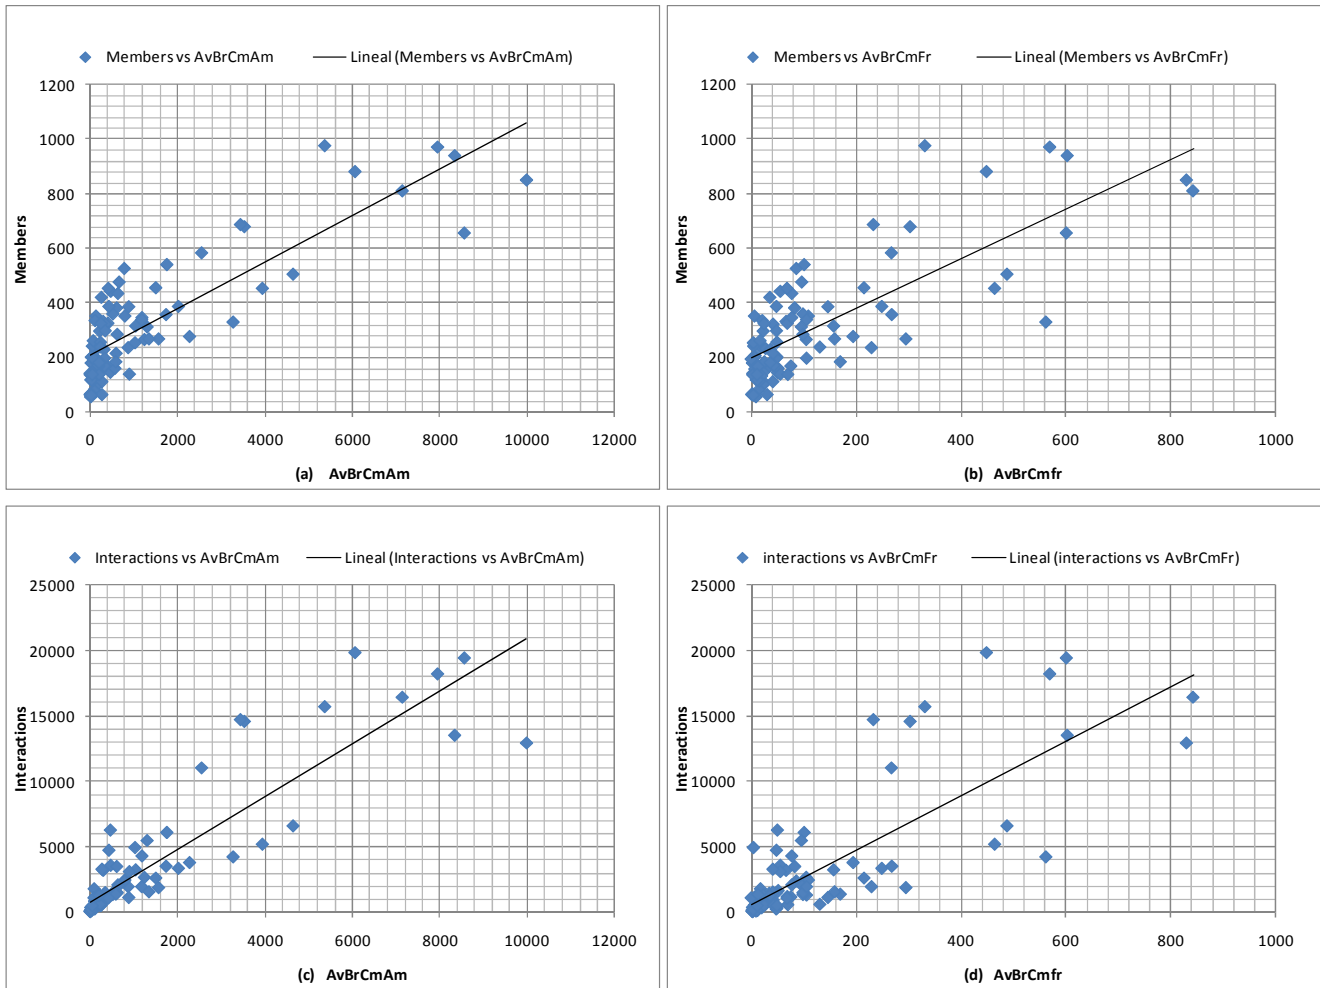 Members vs AvBrCmAm Lineal (Members vs AvBrCmAm)
1200
1000
800
600
400
200
0
Members
0 2000 4000 6000 8000 10000 12000
(a) AvBrCmAm
Members vs AvBrCmFr Lineal (Members vs AvBrCmFr)
1200
1000
800
600
400
200
0
Members
0 200 400 600 800 1000
(b) AvBrCmfr
Interactions vs AvBrCmAm Lineal (Interactions vs AvBrCmAm)
25000
20000
15000
10000
5000
0
Interactions
0 2000 4000 6000 8000 10000 12000
(c) AvBrCmAm
interactions vs AvBrCmFr Lineal (interactions vs AvBrCmFr)
25000
20000
15000
10000
5000
0
Interactions
0 200 400 600 800 1000
(d) AvBrCmfr